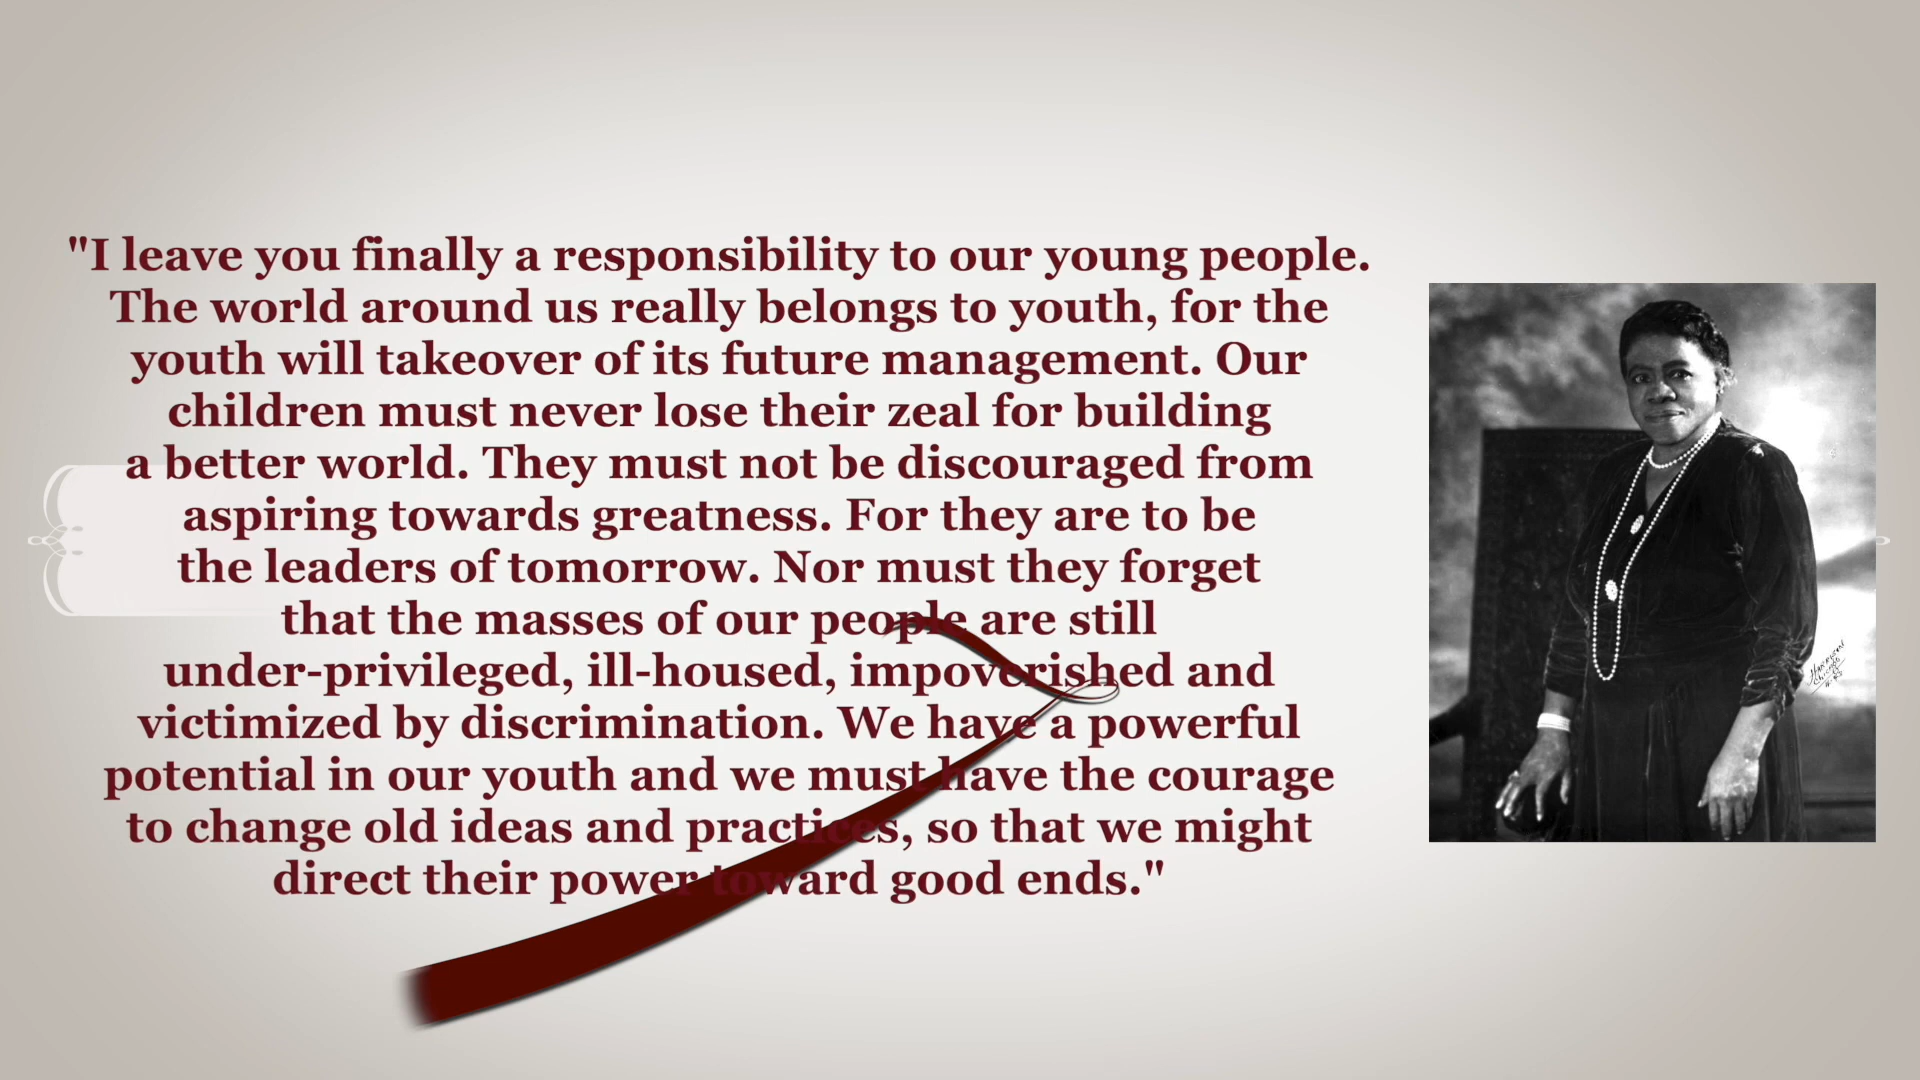 "I leave you finally a responsibility to our young people.
The world around us really belongs to youth, for the
youth will takeover of its future management. Our
children must never lose their zeal for building
a better world. They must not be discouraged from
aspiring towards greatness. For they are to be
the leaders of tomorrow. Nor must they forget
that the masses of our people are still
under-privileged, ill-housed, impoverished and
victimized by discrimination. We have a powerful
potential in our youth and we must have the courage
to change old ideas and practices, so that we might
direct their power toward good ends."